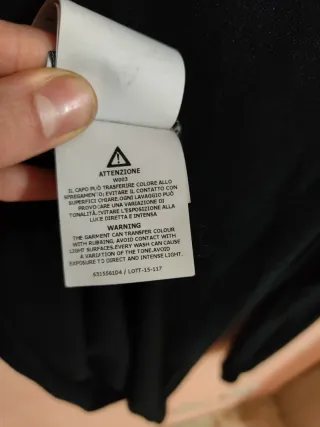 ATTENZIONE
W003
IL CAPO PUÒ TRASFERIRE COLORE ALLO
SFREGAMENTO; EVITARE IL CONTATTO CON
SUPERFICI CHIARE.OGNI LAVAGGIO PUÒ
PROVOCARE UNA VARIAZIONE DI
TONALITÀ.EVITARE L'ESPOSIZIONE ALLA
LUCE DIRETTA E INTENSA
WARNING
THE GARMENT CAN TRANSFER COLOUR
WITH RUBBING, AVOID CONTACT WITH
LIGHT SURFACES.EVERY WASH CAN CAUSE
A VARIATION OF THE TONE.AVOID
EXPOSURE TO DIRECT AND INTENSE LIGHT.
/ LOTT-15-117